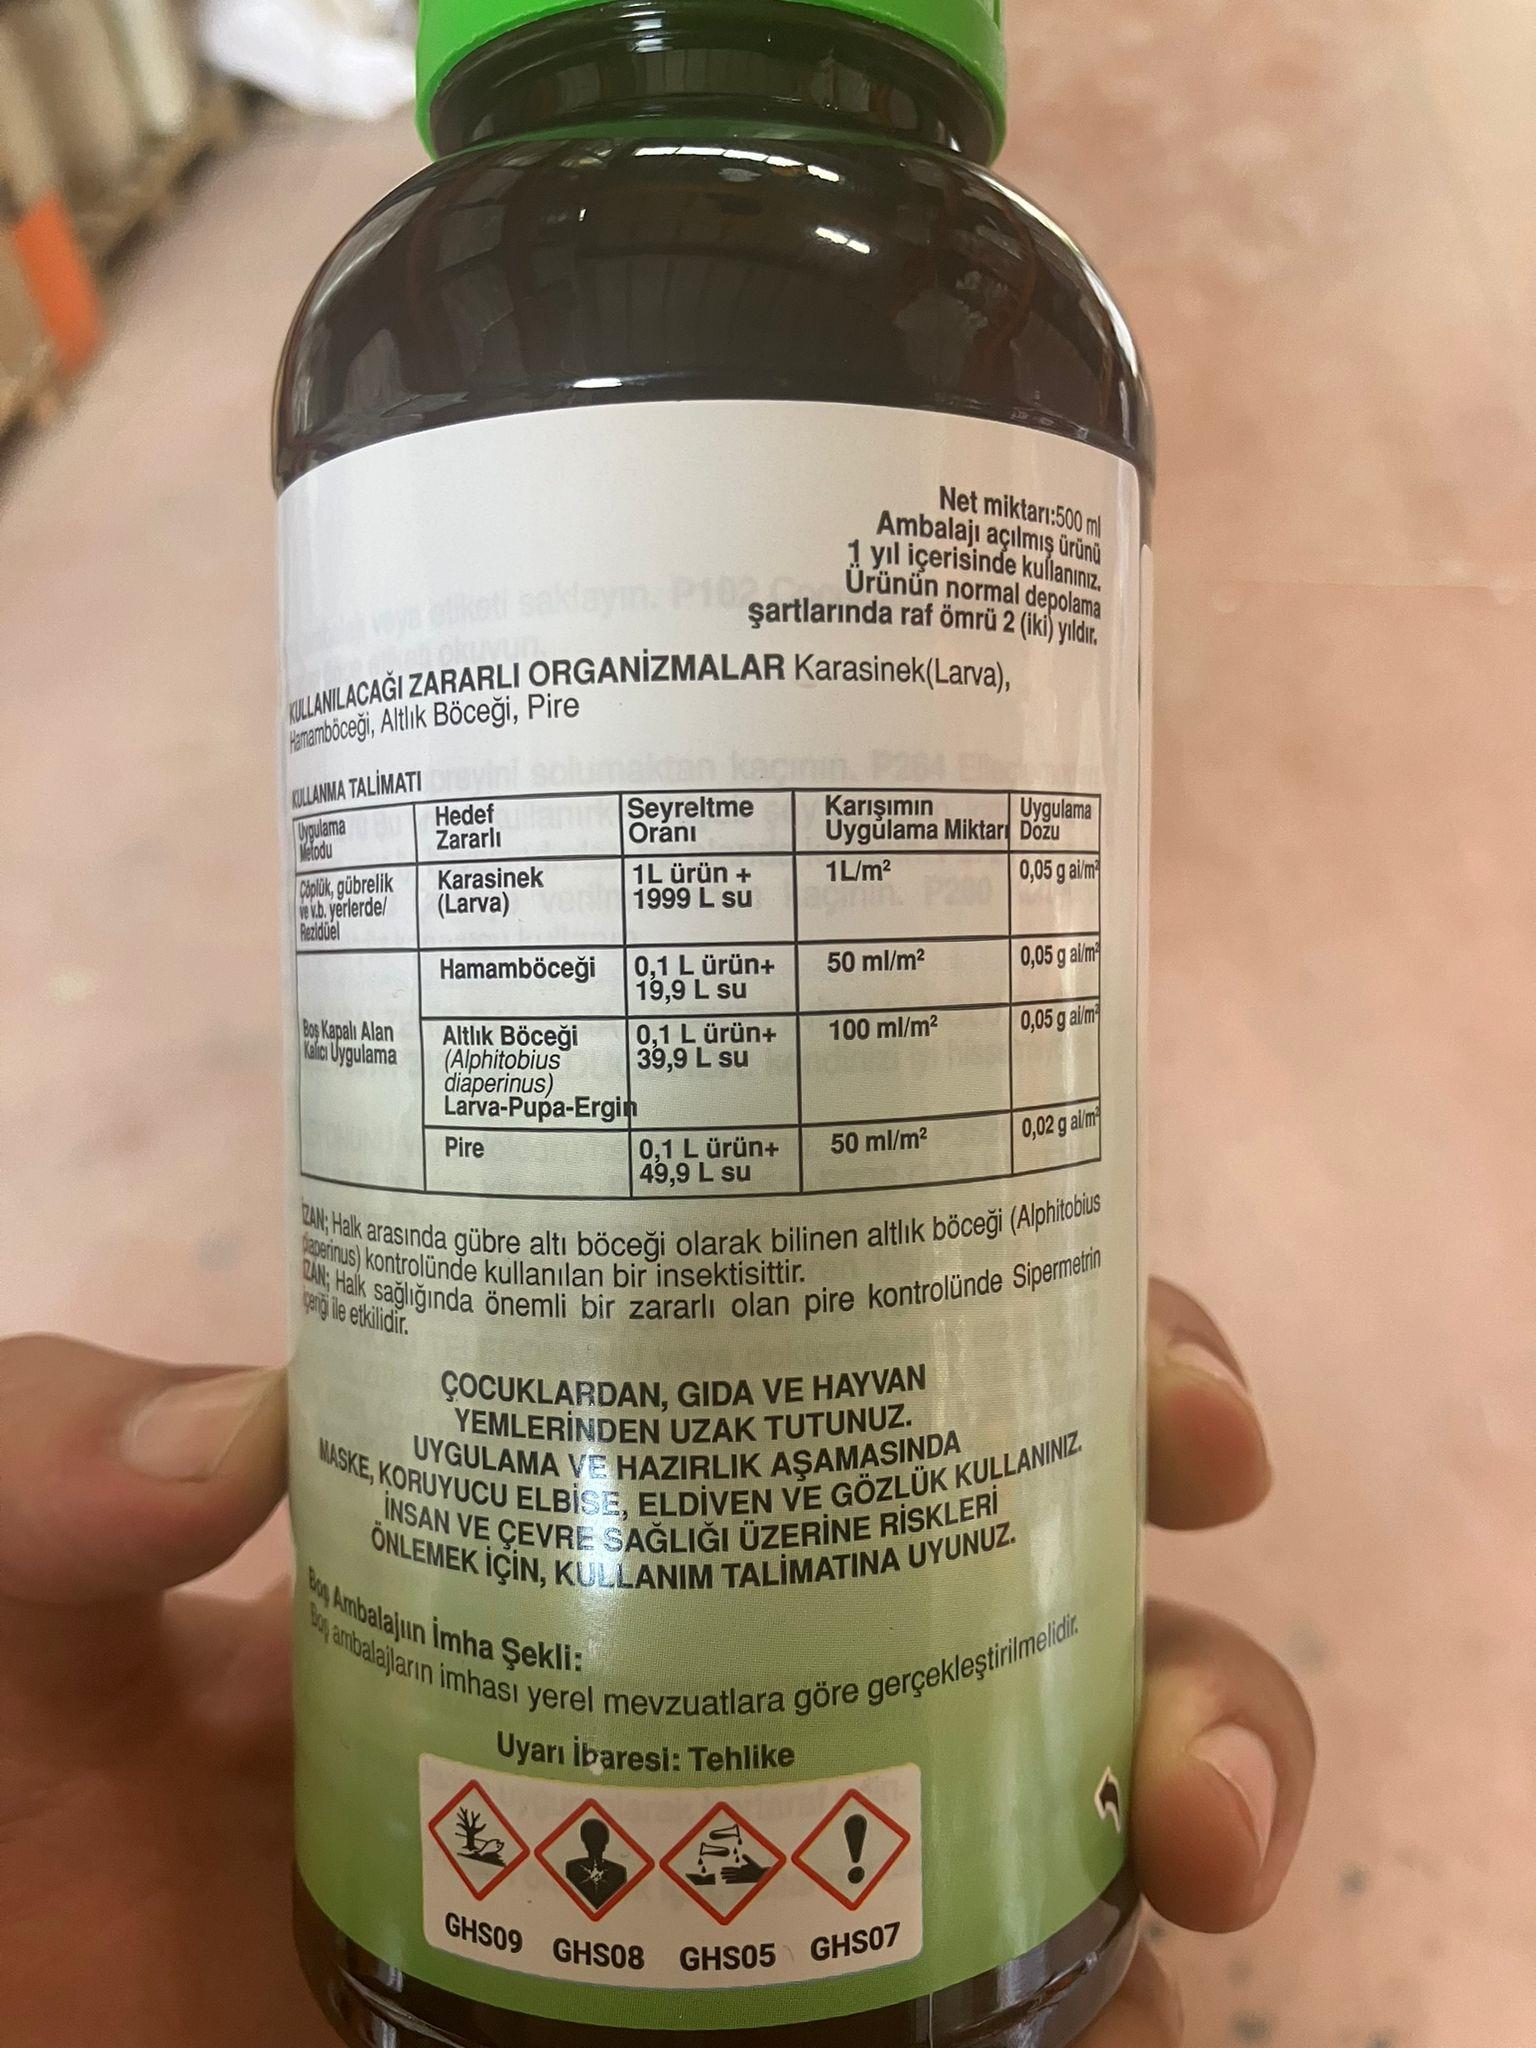 Net miktarı:500 ml
Ambalajı açılmış ürünü
1 yıl içerisinde kullanınız.
Ürünün normal depolama
şartlarında raf ömrü 2 (iki) yıldır.
KULLANILACAĞI ZARARLI ORGANİZMALAR Karasinek(Larva),
Hamamböceği, Altlık Böceği, Pire
KULLANMA TALİMATI
Uygulama Metodu
Hedef Zararlı
Seyreltme Oranı
Karışımın Uygulama Miktarı
Uygulama Dozu
Çöplük, gübrelik
ve v.b. yerlerde/
Rezidüel
Karasinek
(Larva)
1L ürün +
1999 L su
1L/m²
0,05 g ai/m²
Boş Kapalı Alan
Kalıcı Uygulama
Hamamböceği
0,1 L ürün+
19,9 L su
50 ml/m²
0,05 g ai/m²
Altlık Böceği
(Alphitobius
diaperinus)
Larva-Pupa-Ergin
0,1 L ürün+
39,9 L su
100 ml/m²
0,05 g ai/m²
Pire
0,1 L ürün+
49,9 L su
50 ml/m²
0,02 g ai/m²
İZAN; Halk arasında gübre altı böceği olarak bilinen altlık böceği (Alphitobius
diaperinus) kontrolünde kullanılan bir insektisittir.
İZAN; Halk sağlığında önemli bir zararlı olan pire kontrolünde Sipermetrin
içeriği ile etkilidir.
ÇOCUKLARDAN, GIDA VE HAYVAN
YEMLERİNDEN UZAK TUTUNUZ.
UYGULAMA VE HAZIRLIK AŞAMASINDA
MASKE, KORUYUCU ELBİSE, ELDİVEN VE GÖZLÜK KULLANINIZ.
İNSAN VE ÇEVRE SAĞLIĞI ÜZERİNE RİSKLERİ
ÖNLEMEK İÇİN, KULLANIM TALİMATINA UYUNUZ.
Boş Ambalajıın İmha Şekli:
Boş ambalajların imhası yerel mevzuatlara göre gerçekleştirilmelidir.
Uyarı İbaresi: Tehlike
GHS09 GHS08 GHS05 GHS07